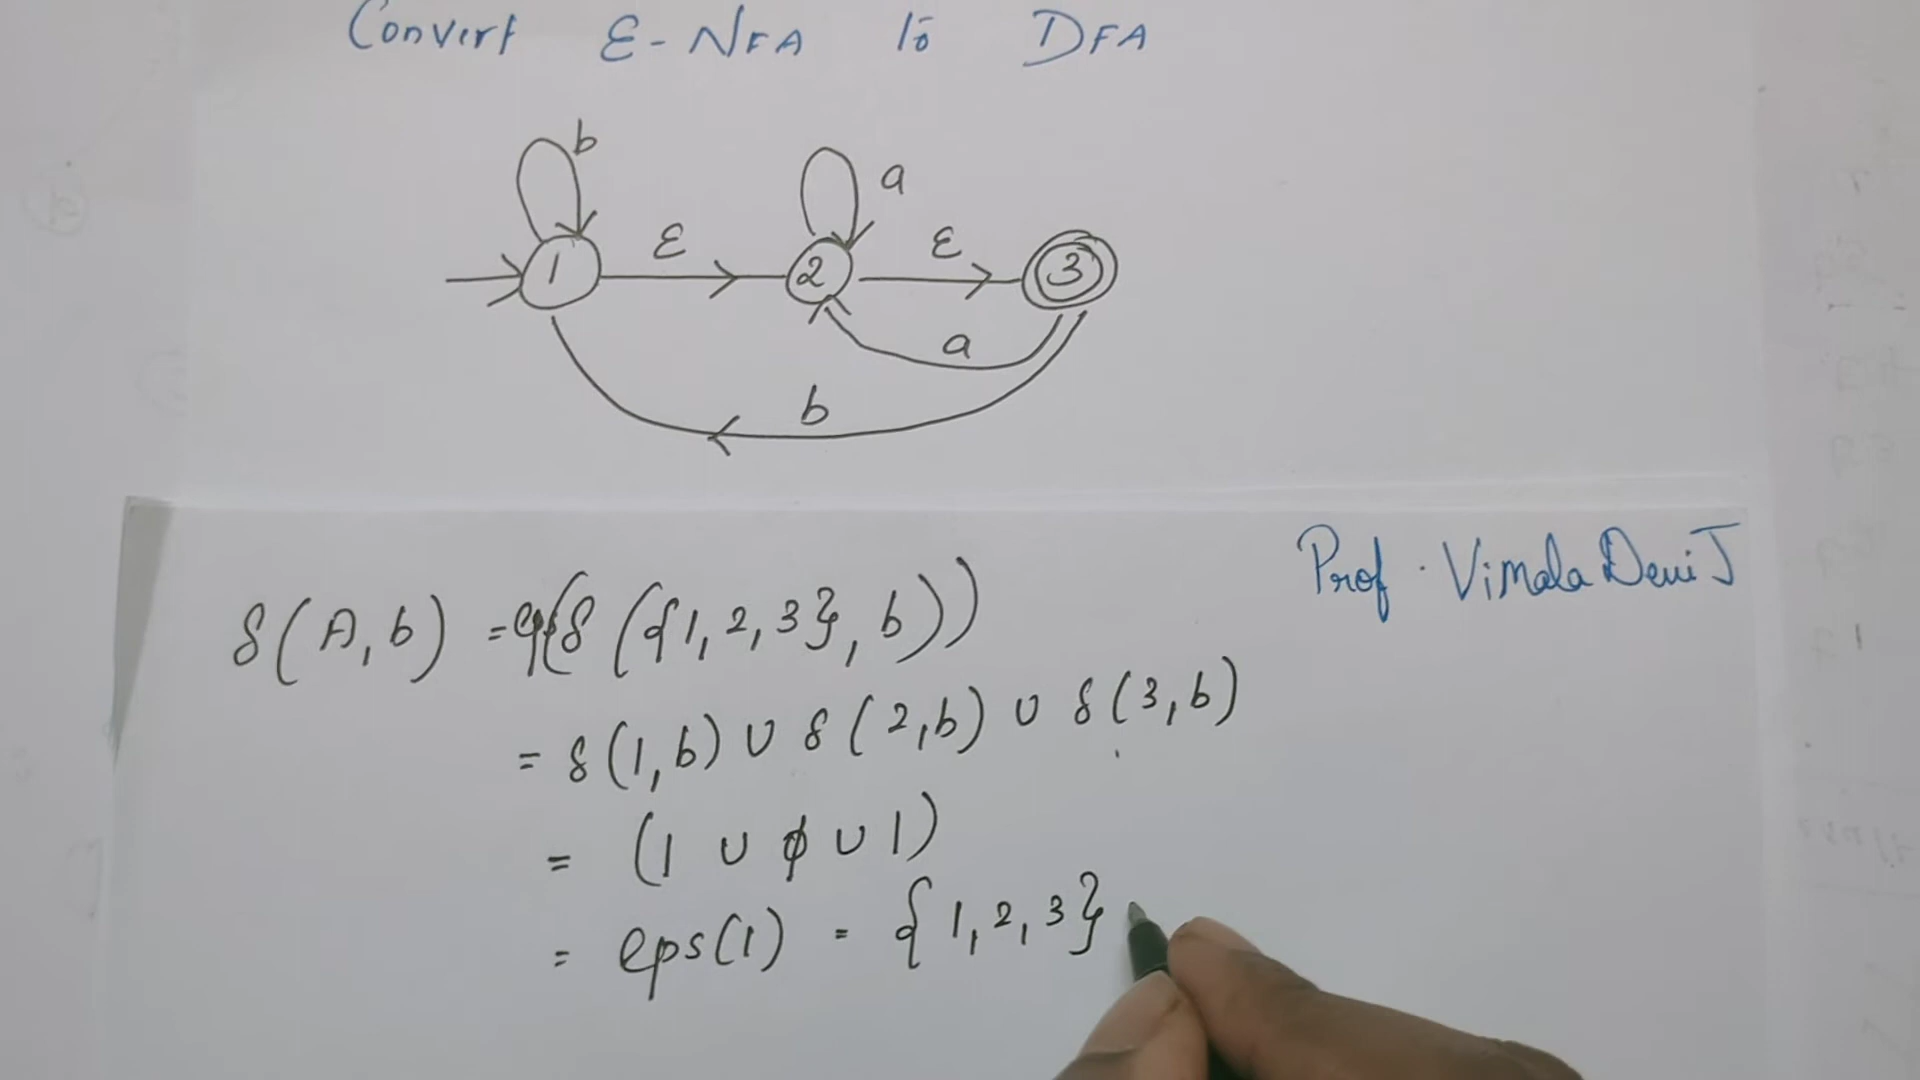 Convert ε-NFA to DFA
b
a
ε
ε
1
2
3
a
b
Prof. Vimala Devi J
δ(A,b) = eps(δ({1,2,3},b))
= δ(1,b) ∪ δ(2,b) ∪ δ(3,b)
= (1 ∪ ϕ ∪ 1)
= eps(1) = {1,2,3}